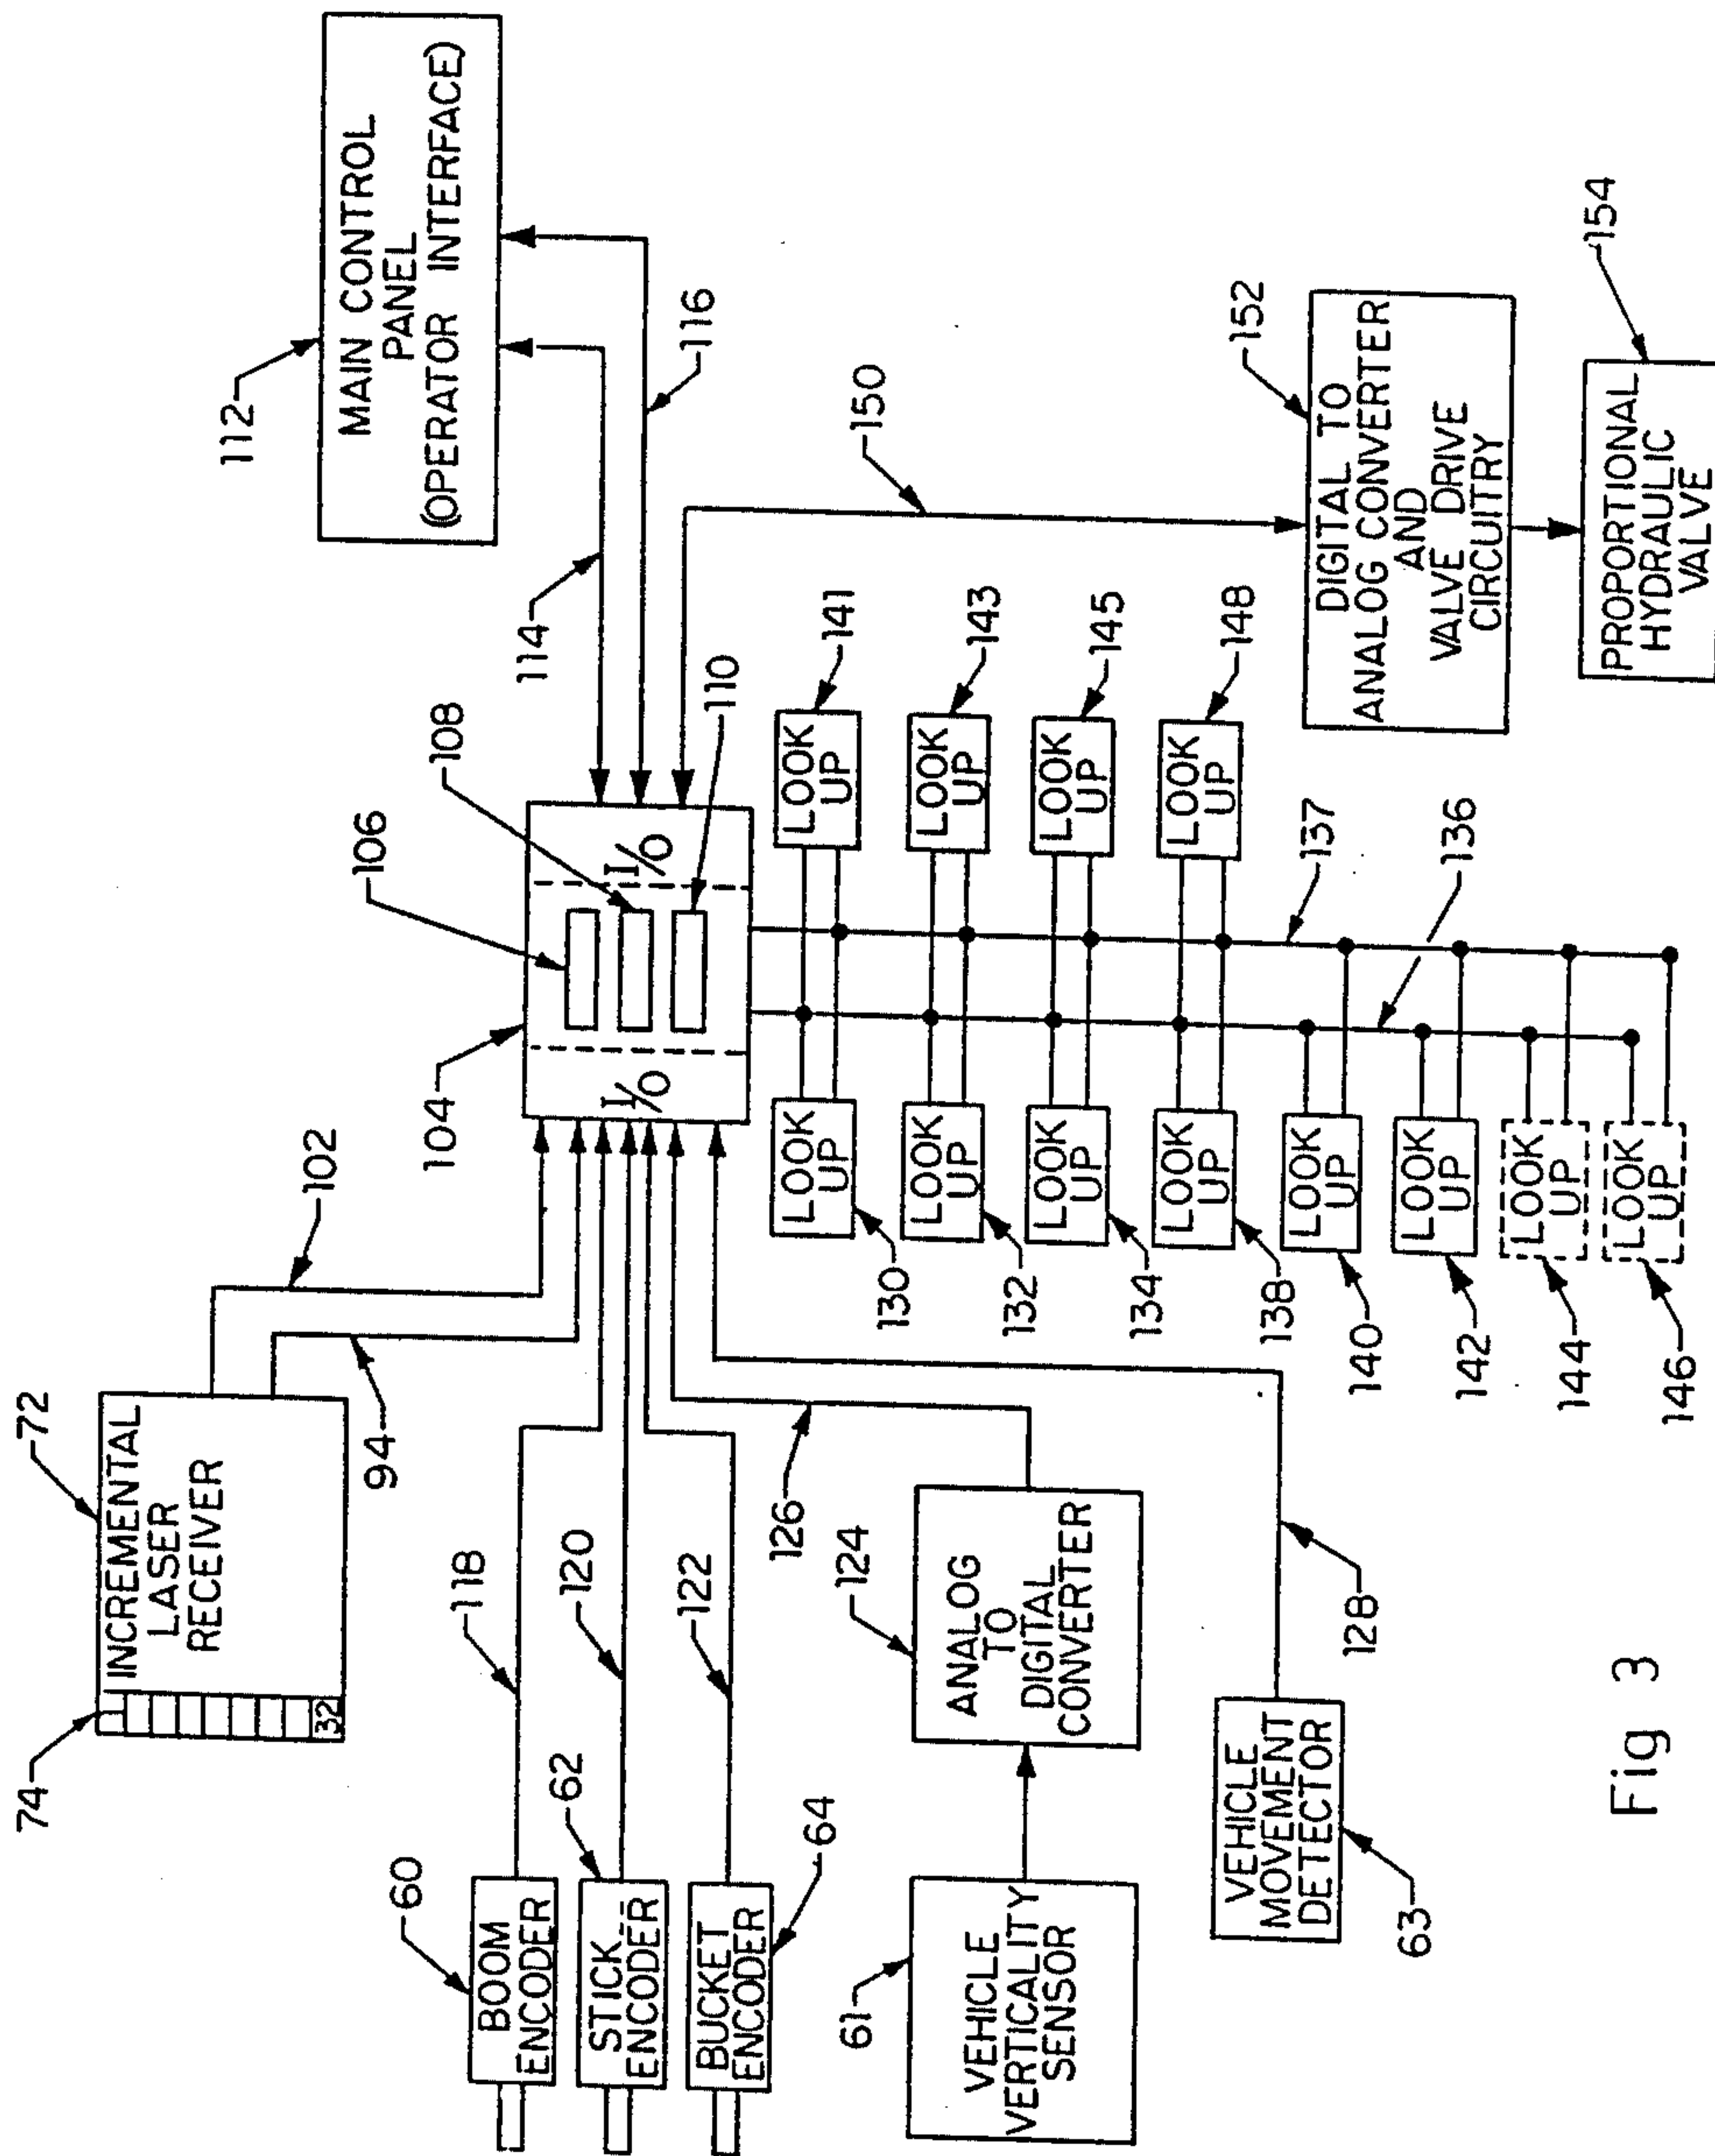 74
72
INCREMENTAL
LASER
RECEIVER
32
102
94
60
BOOM
ENCODER
118
62
STICK
ENCODER
120
BUCKET
ENCODER
64
122
61
VEHICLE
VERTICALITY
SENSOR
124
ANALOG
TO
DIGITAL
CONVERTER
126
VEHICLE
MOVEMENT
DETECTOR
63
128
104
106
108
110
I/O
I/O
112
MAIN CONTROL
PANEL
(OPERATOR INTERFACE)
114
116
150
LOOK
UP
130
LOOK
UP
141
LOOK
UP
132
LOOK
UP
143
LOOK
UP
134
LOOK
UP
145
LOOK
UP
138
LOOK
UP
148
LOOK
UP
140
LOOK
UP
142
LOOK
UP
144
LOOK
UP
146
137
136
152
DIGITAL TO
ANALOG CONVERTER
AND
VALVE DRIVE
CIRCUITRY
154
PROPORTIONAL
HYDRAULIC
VALVE
Fig 3